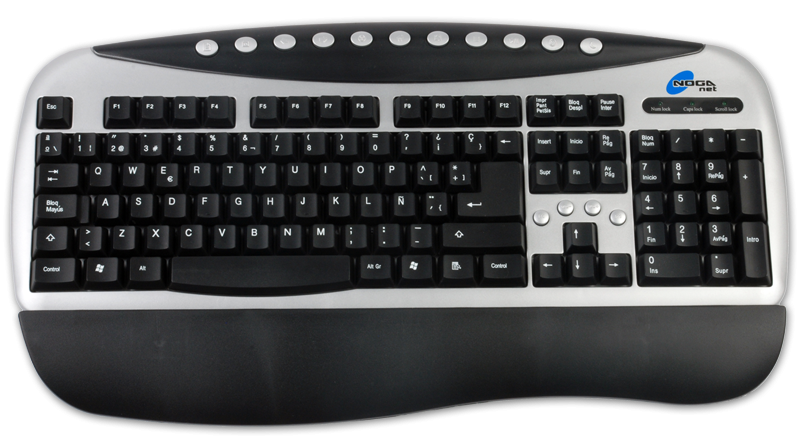 NOGA
net
Num lock Caps lock Scroll lock
Esc F1 F2 F3 F4 F5 F6 F7 F8 F9 F10 F11 F12
Impr
Pant
PetSis
Bloq
Despl
Pausa
Inter
1 2 @ 3 # 4 5 6 ¬ 7 8 9 0
! " · $ % & / ( ) = ? ¿ Ç
Insert Inicio Re
Pág
Bloq
Num
/ * -
Q W E € R T Y U I O P ^ [ * ]
Supr Fin Av
Pág
7
Inicio
8
↑
9
RePág
+
Bloq
Mayús
A S D F G H J K L Ñ ¨ { ←
4
←
5 6
→
⇧ > < Z X C V B N M ; , : . _ - ⇧
↑
1
Fin
2
↓
3
AvPág
Intro
Control Alt Alt Gr Control
← ↓ →
0
Ins
.
Supr